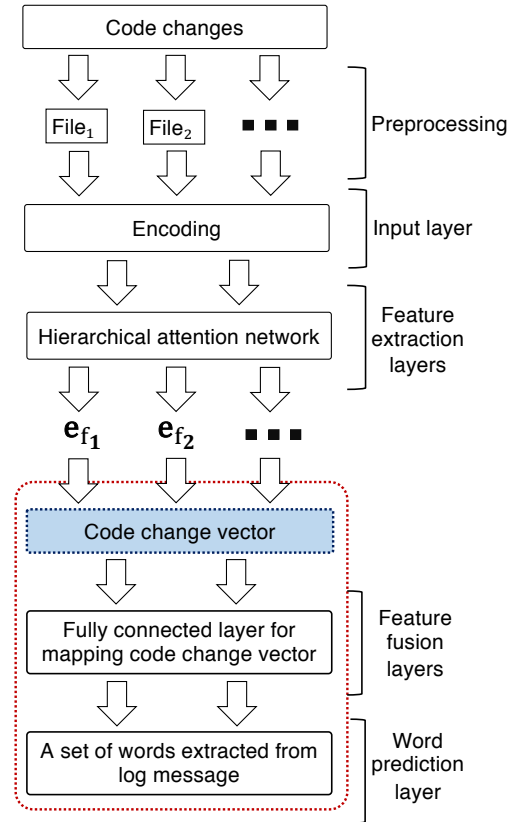 Code changes
File₁
File₂
Preprocessing
Encoding
Input layer
Hierarchical attention network
Feature
extraction
layers
e_f₁
e_f₂
Code change vector
Fully connected layer for
mapping code change vector
Feature
fusion
layers
A set of words extracted from
log message
Word
prediction
layer